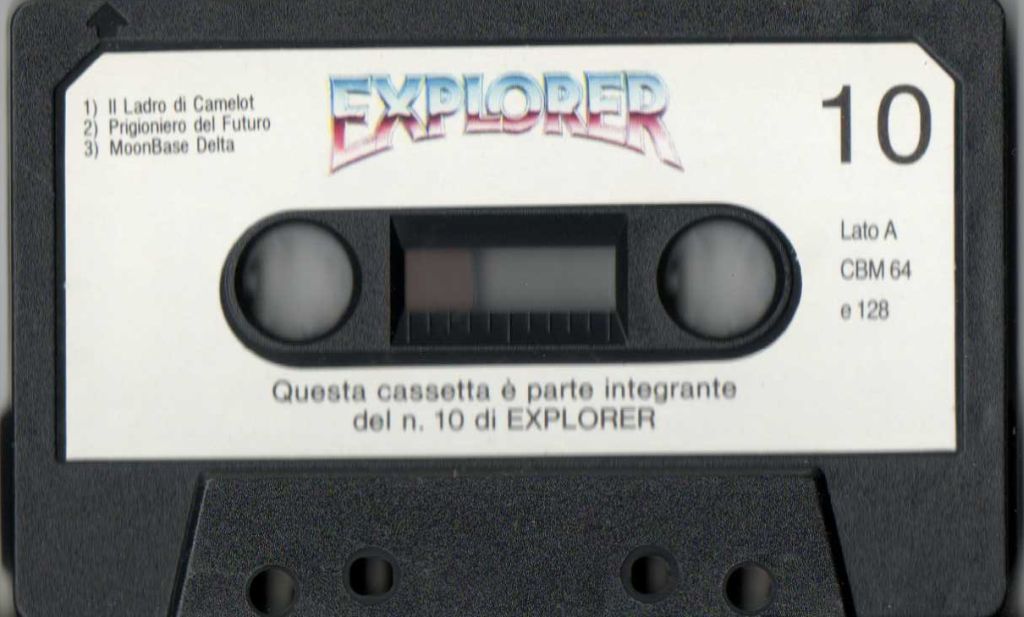 1) Il Ladro di Camelot
2) Prigioniero del Futuro
3) MoonBase Delta
EXPLORER
10
Lato A
CBM 64
e 128
Questa cassetta è parte integrante
del n. 10 di EXPLORER